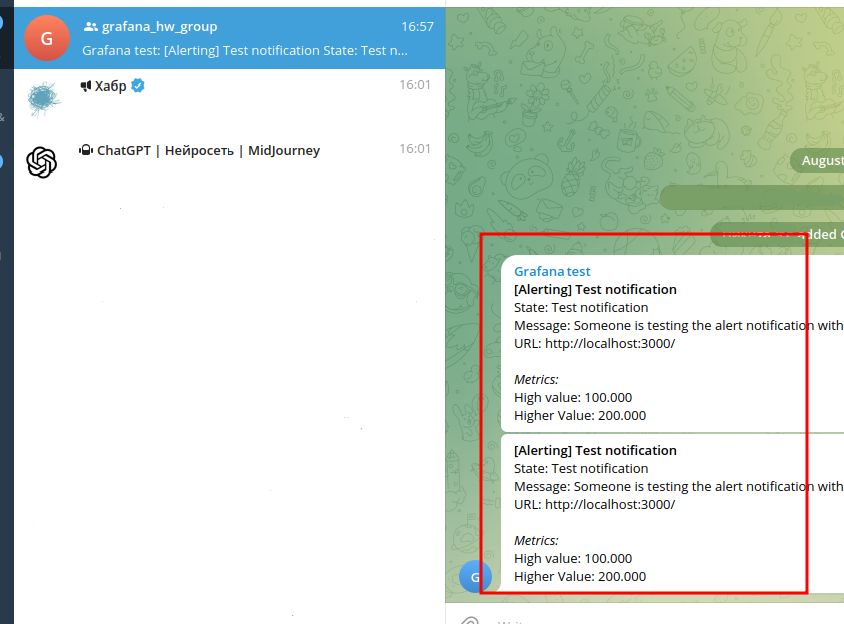 G
grafana_hw_group
16:57
Grafana test: [Alerting] Test notification State: Test n...
Хабр
16:01
ChatGPT | Нейросеть | MidJourney
16:01
August
added
Grafana test
[Alerting] Test notification
State: Test notification
Message: Someone is testing the alert notification with
URL: http://localhost:3000/
Metrics:
High value: 100.000
Higher Value: 200.000
[Alerting] Test notification
State: Test notification
Message: Someone is testing the alert notification with
URL: http://localhost:3000/
Metrics:
High value: 100.000
Higher Value: 200.000
G